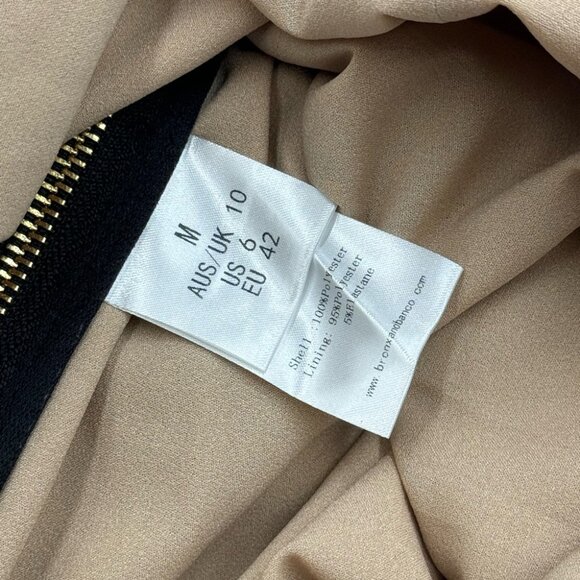 M
AUS/UK 10
US 6
EU 42
Shell :100%Polyester
Lining: 95%Polyester
5%Elastane
www.bronxandbanco.com